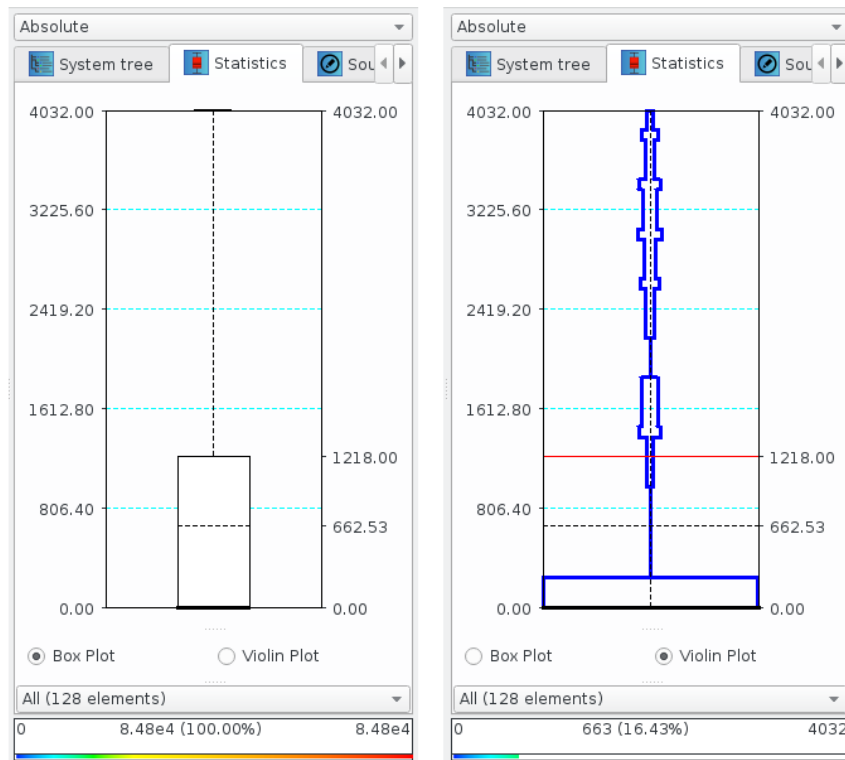 Absolute
System tree
Statistics
Sou
4032.00
4032.00
3225.60
2419.20
1612.80
1218.00
806.40
662.53
0.00
0.00
Box Plot
Violin Plot
All (128 elements)
0
8.48e4 (100.00%)
8.48e4
Absolute
System tree
Statistics
Sou
4032.00
4032.00
3225.60
2419.20
1612.80
1218.00
806.40
662.53
0.00
0.00
Box Plot
Violin Plot
All (128 elements)
0
663 (16.43%)
4032